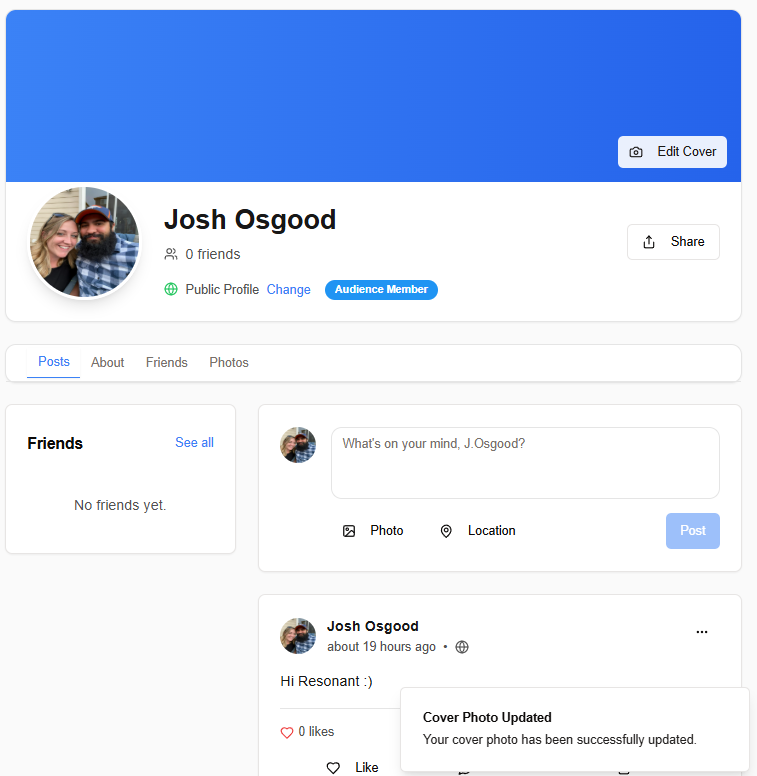 Edit Cover
Josh Osgood
0 friends
Share
Public Profile Change Audience Member
Posts About Friends Photos
Friends See all
No friends yet.
What's on your mind, J.Osgood?
Photo Location Post
Josh Osgood
about 19 hours ago •
Hi Resonant :)
0 likes
Like
Cover Photo Updated
Your cover photo has been successfully updated.